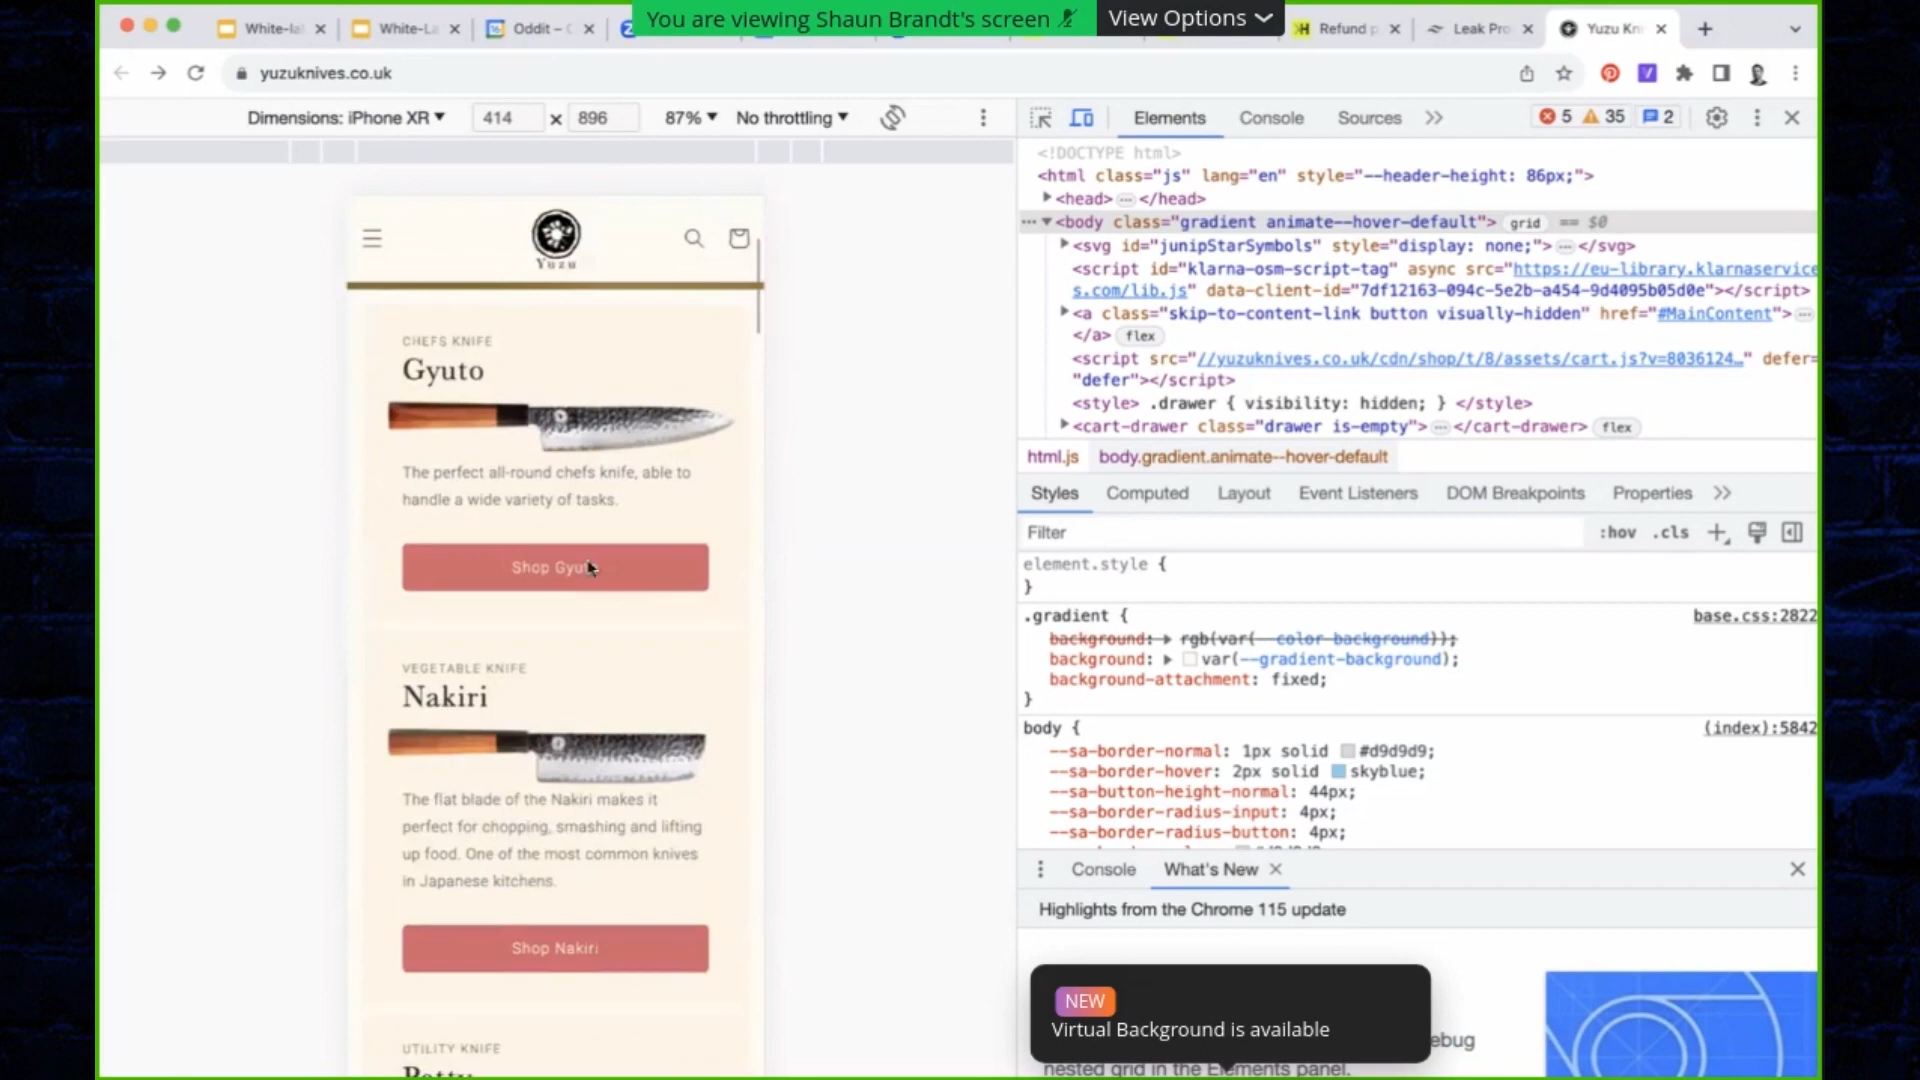 You are viewing Shaun Brandt's screen
View Options
White-la
White-La
Oddit –
Refund p
Leak Pro
Yuzu Kni
yuzuknives.co.uk
Dimensions: iPhone XR
414 × 896
87%
No throttling
Elements
Console
Sources
5
35
2
Yuzu
CHEFS KNIFE
Gyuto
The perfect all-round chefs knife, able to
handle a wide variety of tasks.
Shop Gyut
VEGETABLE KNIFE
Nakiri
The flat blade of the Nakiri makes it
perfect for chopping, smashing and lifting
up food. One of the most common knives
in Japanese kitchens.
Shop Nakiri
UTILITY KNIFE
Petty
<!DOCTYPE html>
<html class="js" lang="en" style="--header-height: 86px;">
<head> … </head>
<body class="gradient animate--hover-default"> grid == $0
<svg id="junipStarSymbols" style="display: none;"> … </svg>
<script id="klarna-osm-script-tag" async src="https://eu-library.klarnaservice
s.com/lib.js" data-client-id="7df12163-094c-5e2b-a454-9d4095b05d0e"></script>
<a class="skip-to-content-link button visually-hidden" href="#MainContent"> …
</a> flex
<script src="//yuzuknives.co.uk/cdn/shop/t/8/assets/cart.js?v=8036124…" defer=
"defer"></script>
<style> .drawer { visibility: hidden; } </style>
<cart-drawer class="drawer is-empty"> … </cart-drawer> flex
html.js body.gradient.animate--hover-default
Styles
Computed
Layout
Event Listeners
DOM Breakpoints
Properties
Filter
:hov .cls
element.style {
}
.gradient { base.css:2822
background: rgb(var(--color-background));
background: var(--gradient-background);
background-attachment: fixed;
}
body { (index):5842
--sa-border-normal: 1px solid #d9d9d9;
--sa-border-hover: 2px solid skyblue;
--sa-button-height-normal: 44px;
--sa-border-radius-input: 4px;
--sa-border-radius-button: 4px;
Console
What's New
Highlights from the Chrome 115 update
NEW
Virtual Background is available
ebug
nested grid in the Elements panel.